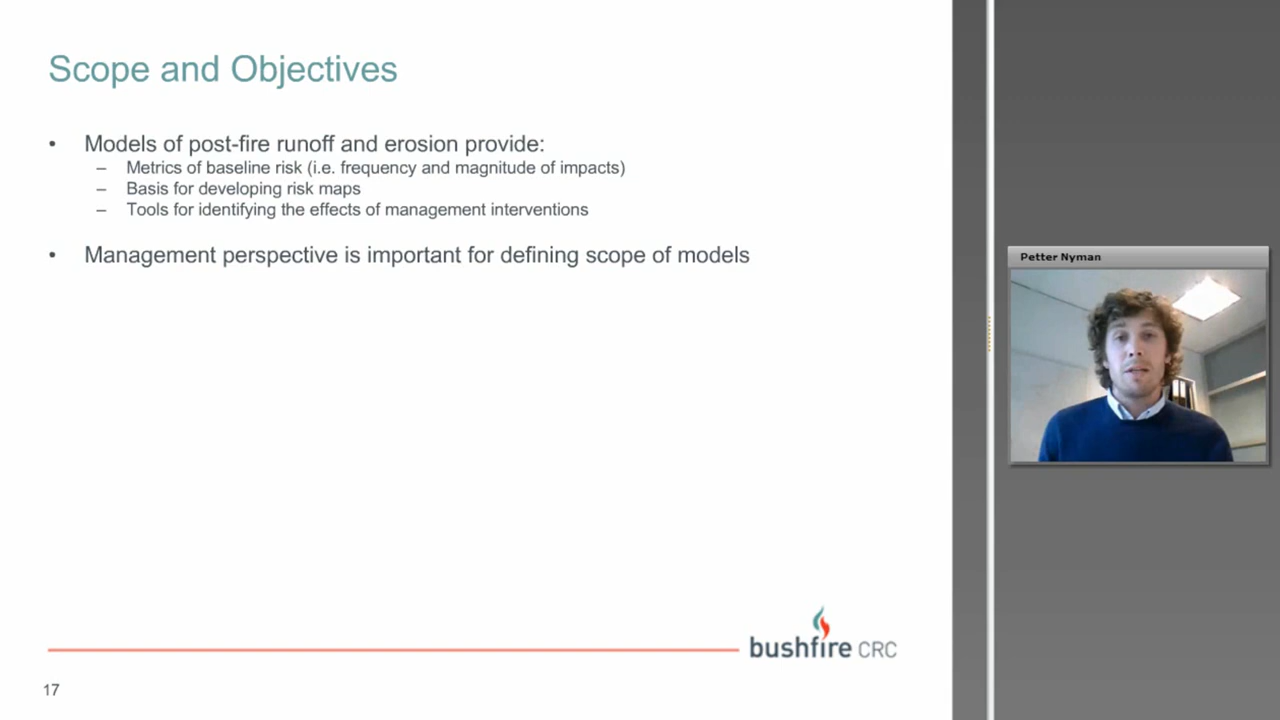 Scope and Objectives
• Models of post-fire runoff and erosion provide:
– Metrics of baseline risk (i.e. frequency and magnitude of impacts)
– Basis for developing risk maps
– Tools for identifying the effects of management interventions
• Management perspective is important for defining scope of models
Petter Nyman
bushfire CRC
17